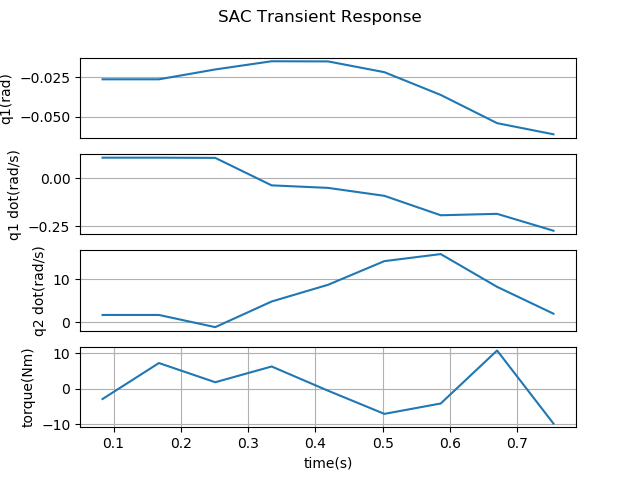 SAC Transient Response
q1(rad)
−0.025
−0.050
q1 dot(rad/s)
0.00
−0.25
q2 dot(rad/s)
10
0
torque(Nm)
10
0
−10
0.1 0.2 0.3 0.4 0.5 0.6 0.7
time(s)